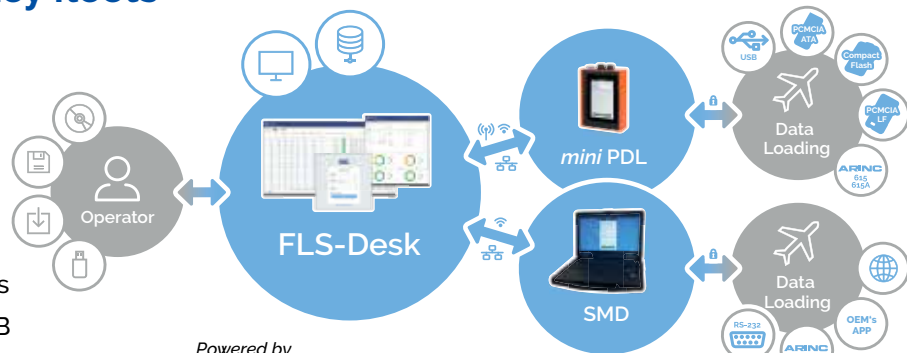 USB
PCMCIA
ATA
Compact
Flash
PCMCIA
LF
ARINC
615
615A
Data
Loading
mini PDL
Operator
FLS-Desk
SMD
Data
Loading
OEM's
APP
RS-232
ARINC
s
B
Powered by